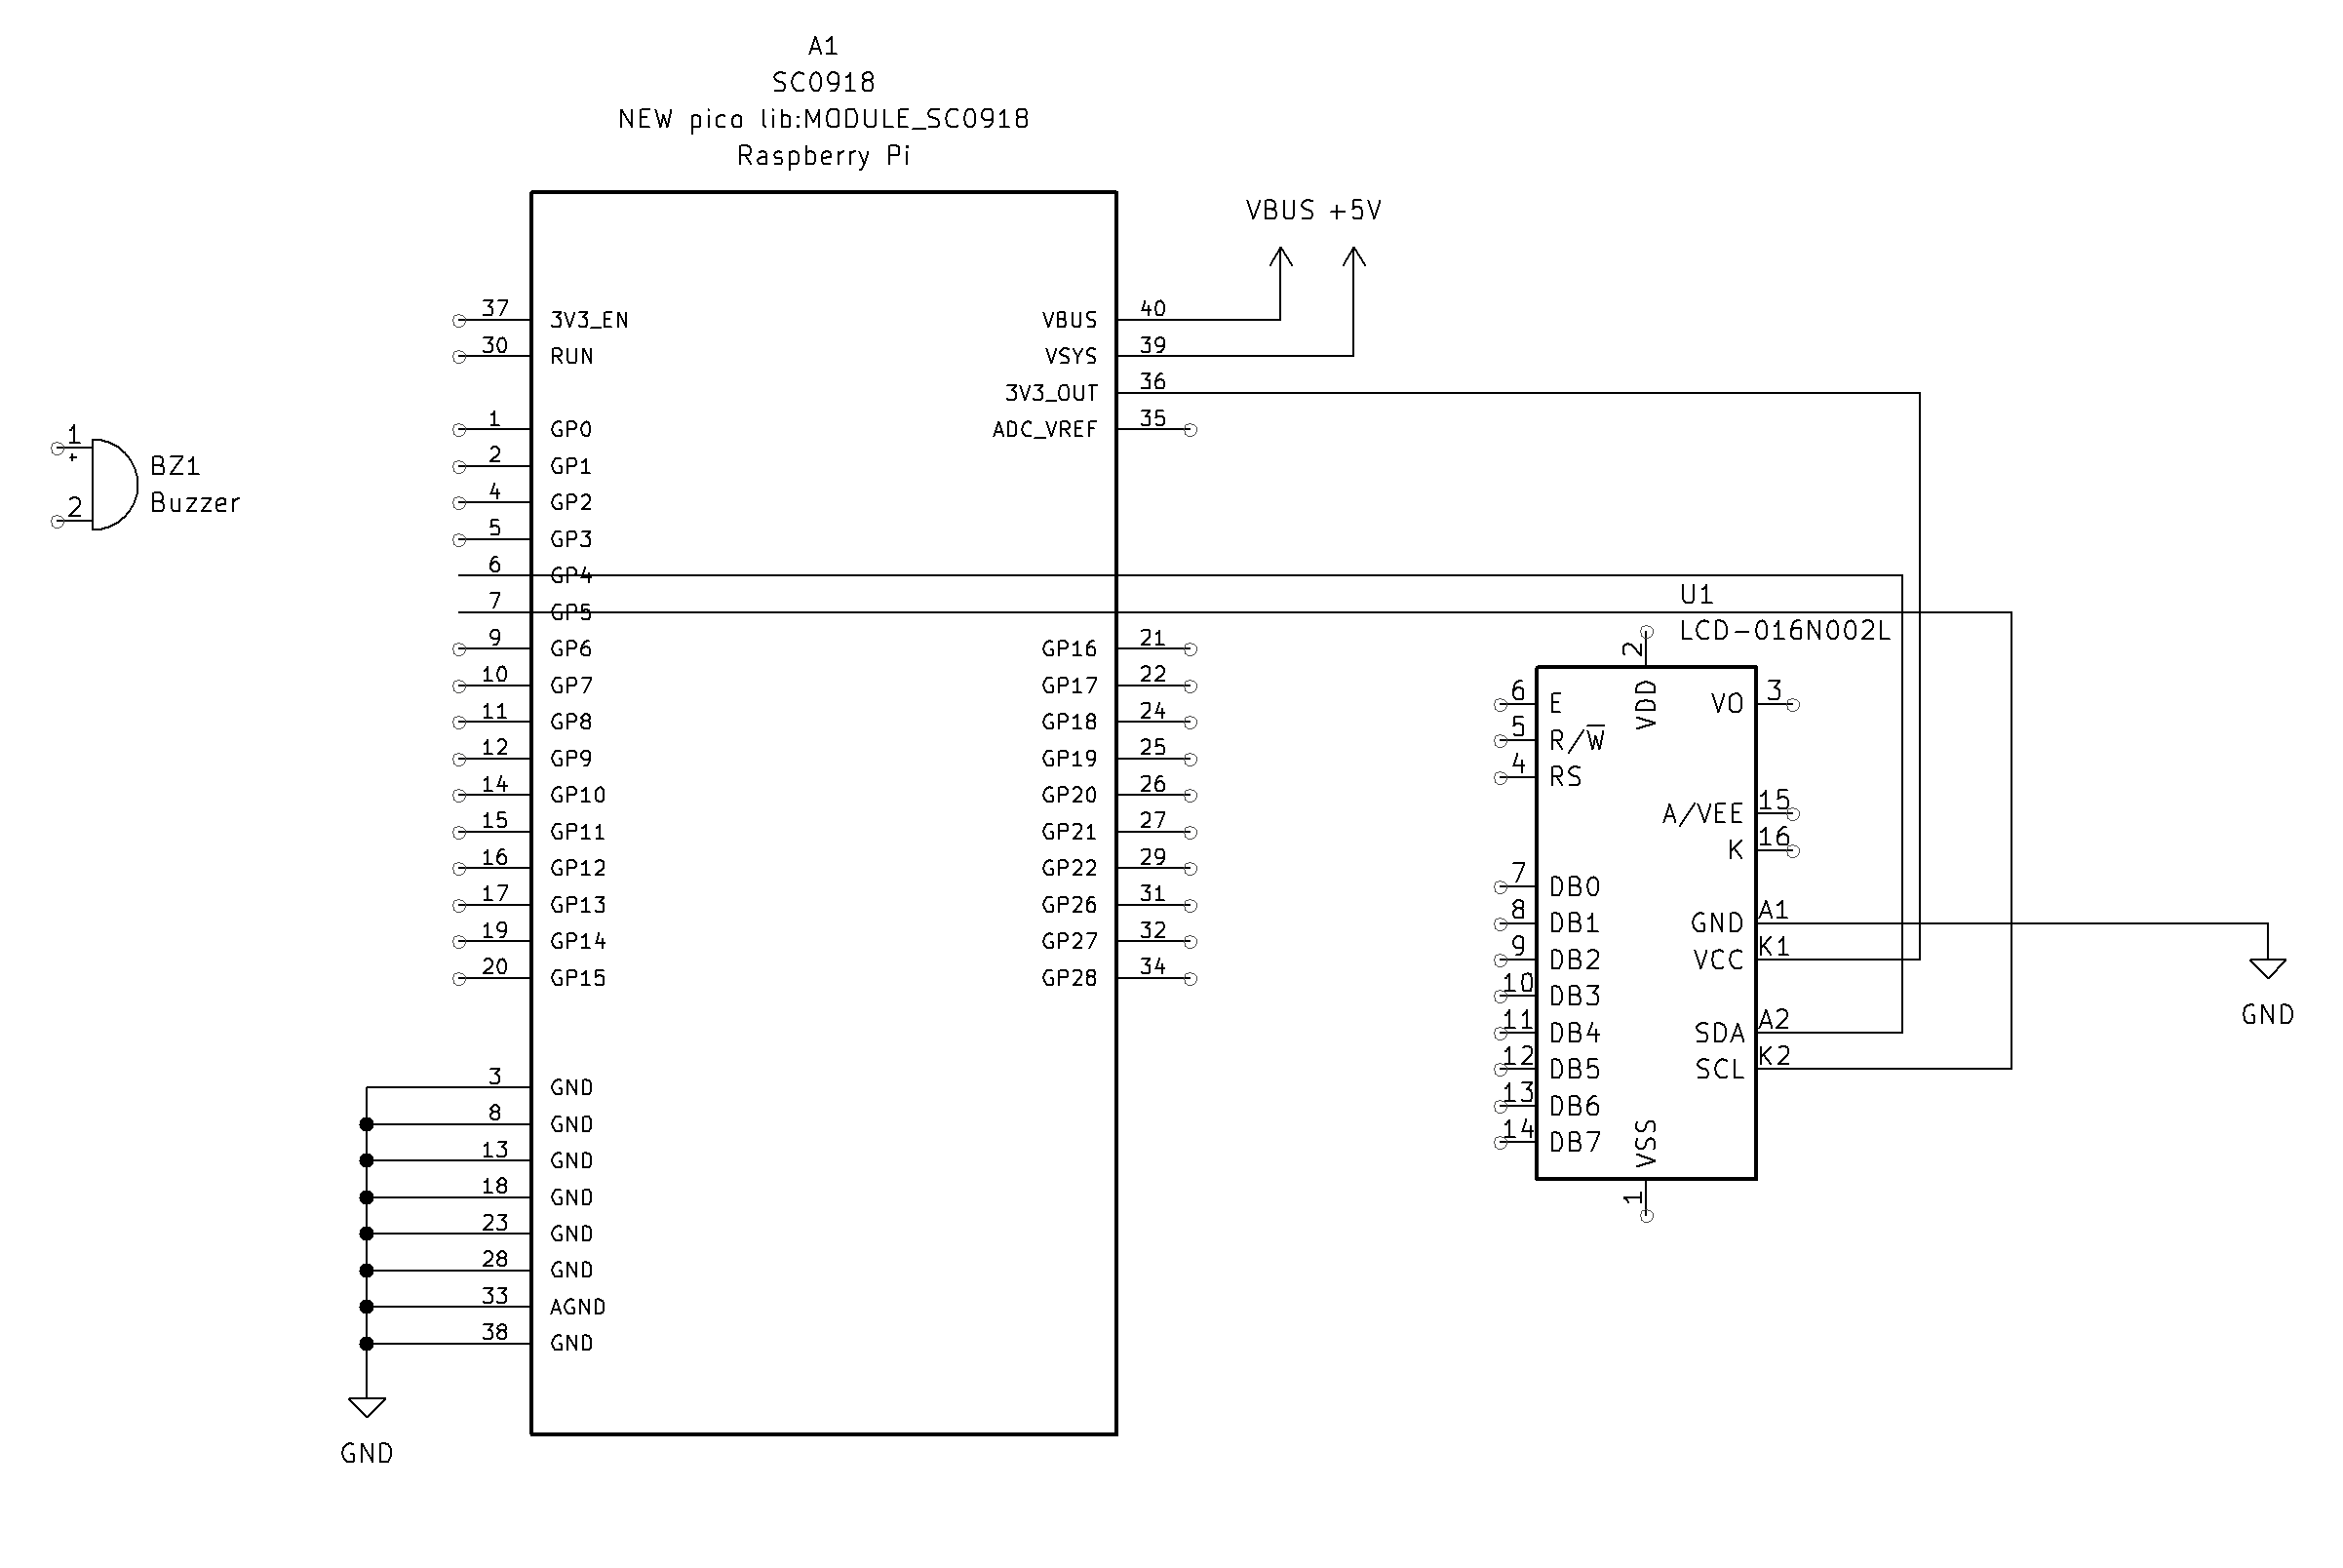 A1
SC0918
NEW pico lib:MODULE_SC0918
Raspberry Pi
VBUS +5V
37 3V3_EN
30 RUN
1 GP0
2 GP1
4 GP2
5 GP3
6 GP4
7 GP5
9 GP6
10 GP7
11 GP8
12 GP9
14 GP10
15 GP11
16 GP12
17 GP13
19 GP14
20 GP15
3 GND
8 GND
13 GND
18 GND
23 GND
28 GND
33 AGND
38 GND
GND
VBUS 40
VSYS 39
3V3_OUT 36
ADC_VREF 35
GP16 21
GP17 22
GP18 24
GP19 25
GP20 26
GP21 27
GP22 29
GP26 31
GP27 32
GP28 34
1
+
2
BZ1
Buzzer
U1
LCD-016N002L
2
VDD
6 E
5 R/W
4 RS
7 DB0
8 DB1
9 DB2
10 DB3
11 DB4
12 DB5
13 DB6
14 DB7
VO 3
A/VEE 15
K 16
GND A1
VCC K1
SDA A2
SCL K2
VSS
1
GND